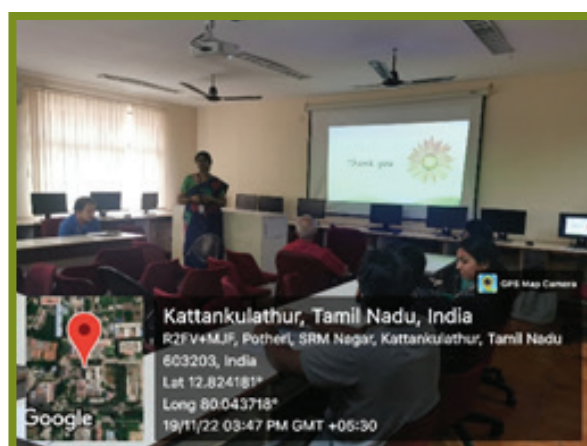 Thank you
GPS Map Camera
Kattankulathur, Tamil Nadu, India
R2FV+MJF, Potheri, SRM Nagar, Kattankulathur, Tamil Nadu
603203, India
Lat 12.824181°
Long 80.043718°
19/11/22 03:47 PM GMT +05:30
Google